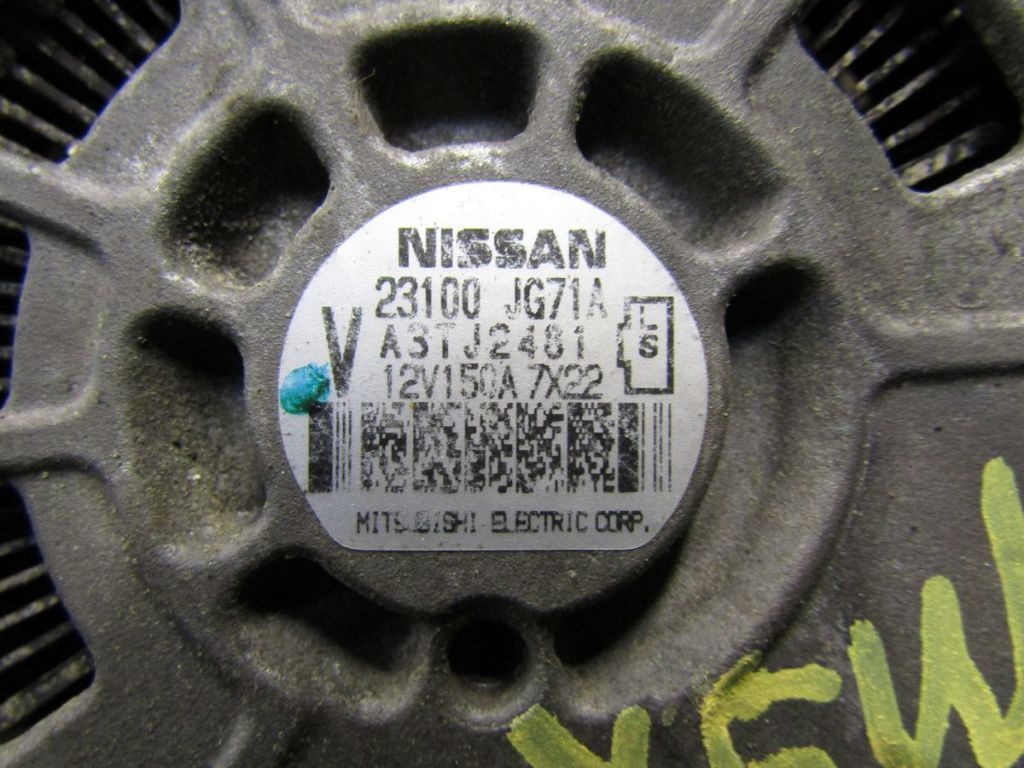 NISSAN
23100 JG71A
V
A3TJ2481
L
S
12V150A 7X22
MITSUBISHI ELECTRIC CORP.